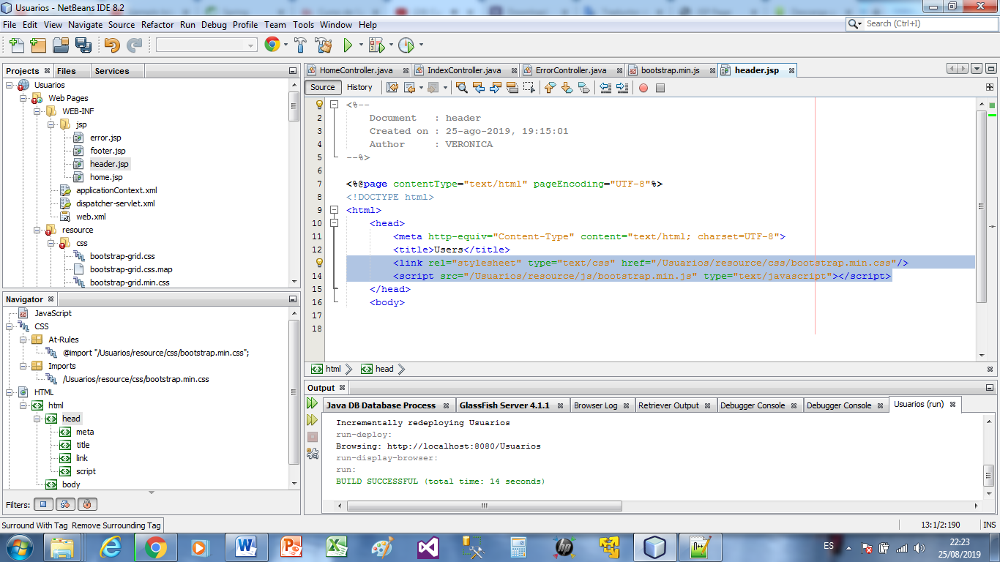 Usuarios - NetBeans IDE 8.2
File Edit View Navigate Source Refactor Run Debug Profile Team Tools Window Help
Search (Ctrl+I)
Projects Files Services
Usuarios
Web Pages
WEB-INF
jsp
error.jsp
footer.jsp
header.jsp
home.jsp
applicationContext.xml
dispatcher-servlet.xml
web.xml
resource
css
bootstrap-grid.css
bootstrap-grid.css.map
bootstrap-grid.min.css
Navigator
JavaScript
CSS
At-Rules
@import "/Usuarios/resource/css/bootstrap.min.css";
Imports
/Usuarios/resource/css/bootstrap.min.css
HTML
html
head
meta
title
link
script
body
Filters:
HomeController.java IndexController.java ErrorController.java bootstrap.min.js header.jsp
Source History
<%--
2 Document : header
3 Created on : 25-ago-2019, 19:15:01
4 Author : VERONICA
5 --%>
6
7 <%@page contentType="text/html" pageEncoding="UTF-8"%>
8 <!DOCTYPE html>
9 <html>
10 <head>
11 <meta http-equiv="Content-Type" content="text/html; charset=UTF-8">
12 <title>Users</title>
<link rel="stylesheet" type="text/css" href="/Usuarios/resource/css/bootstrap.min.css"/>
14 <script src="/Usuarios/resource/js/bootstrap.min.js" type="text/javascript"></script>
15 </head>
16 <body>
17
18
html head
Output
Java DB Database Process GlassFish Server 4.1.1 Browser Log Retriever Output Debugger Console Debugger Console Usuarios (run)
Incrementally redeploying Usuarios
run-deploy:
Browsing: http://localhost:8080/Usuarios
run-display-browser:
run:
BUILD SUCCESSFUL (total time: 14 seconds)
Surround With Tag Remove Surrounding Tag
13:1/2:190 INS
ES
22:23
25/08/2019